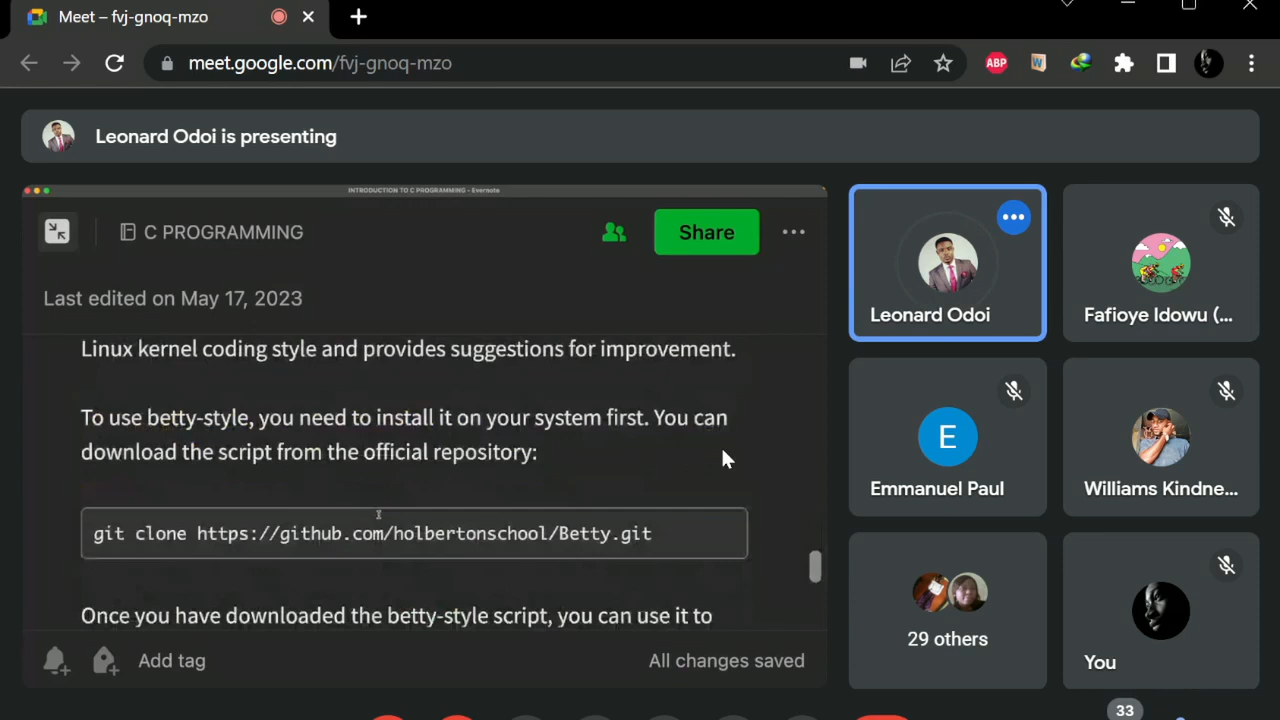 Meet – fvj-gnoq-mzo
meet.google.com/fvj-gnoq-mzo
ABP
W
Leonard Odoi is presenting
INTRODUCTION TO C PROGRAMMING - Evernote
C PROGRAMMING
Share
Last edited on May 17, 2023
Linux kernel coding style and provides suggestions for improvement.
To use betty-style, you need to install it on your system first. You can
download the script from the official repository:
git clone https://github.com/holbertonschool/Betty.git
Once you have downloaded the betty-style script, you can use it to
Add tag
All changes saved
Leonard Odoi
Fafioye Idowu (...
E
Emmanuel Paul
Williams Kindne...
29 others
You
33